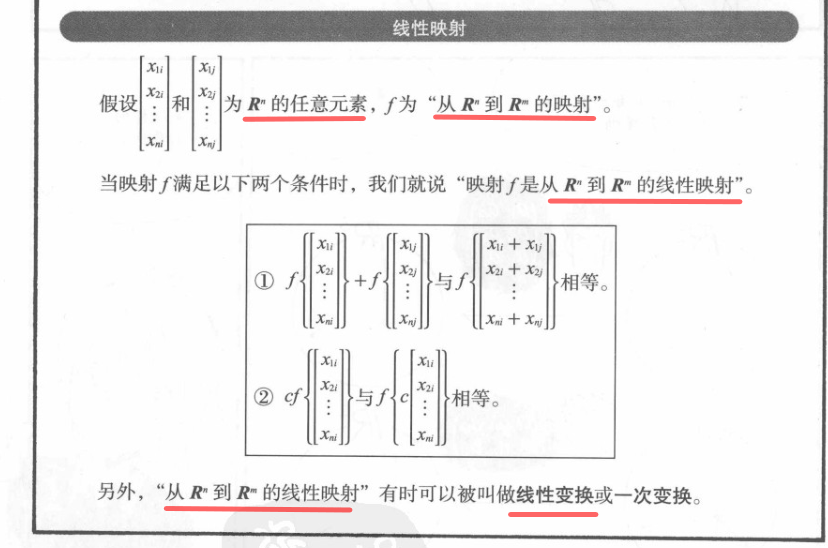 线性映射
假设[x1i x2i ⋮ xni]和[x1j x2j ⋮ xnj]为 Rⁿ 的任意元素，f为“从 Rⁿ 到 Rᵐ 的映射”。
当映射f满足以下两个条件时，我们就说“映射f是从 Rⁿ 到 Rᵐ 的线性映射”。
① f{[x1i x2i ⋮ xni]}+f{[x1j x2j ⋮ xnj]}与f{[x1i + x1j x2i + x2j ⋮ xni + xnj]}相等。
② cf{[x1i x2i ⋮ xni]}与f{c[x1i x2i ⋮ xni]}相等。
另外，“从 Rⁿ 到 Rᵐ 的线性映射”有时可以被叫做线性变换或一次变换。